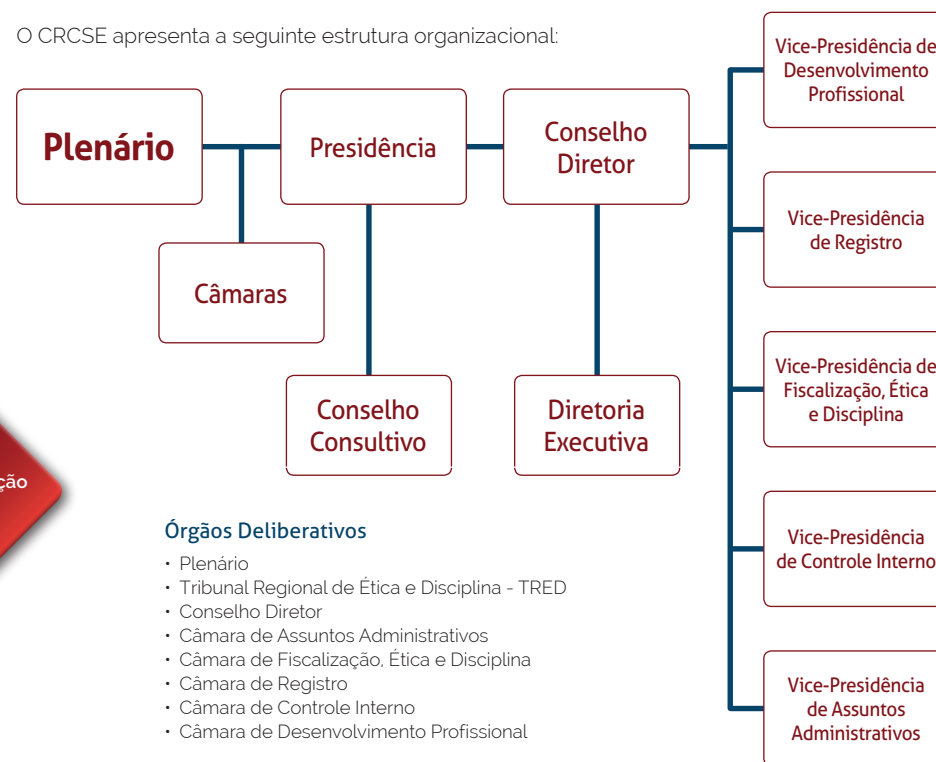 O CRCSE apresenta a seguinte estrutura organizacional:
Plenário
Presidência
Conselho
Diretor
Câmaras
Conselho
Consultivo
Diretoria
Executiva
Vice-Presidência de
Desenvolvimento
Profissional
Vice-Presidência
de Registro
Vice-Presidência de
Fiscalização, Ética
e Disciplina
Vice-Presidência
de Controle Interno
Vice-Presidência
de Assuntos
Administrativos
Órgãos Deliberativos
• Plenário
• Tribunal Regional de Ética e Disciplina - TRED
• Conselho Diretor
• Câmara de Assuntos Administrativos
• Câmara de Fiscalização, Ética e Disciplina
• Câmara de Registro
• Câmara de Controle Interno
• Câmara de Desenvolvimento Profissional